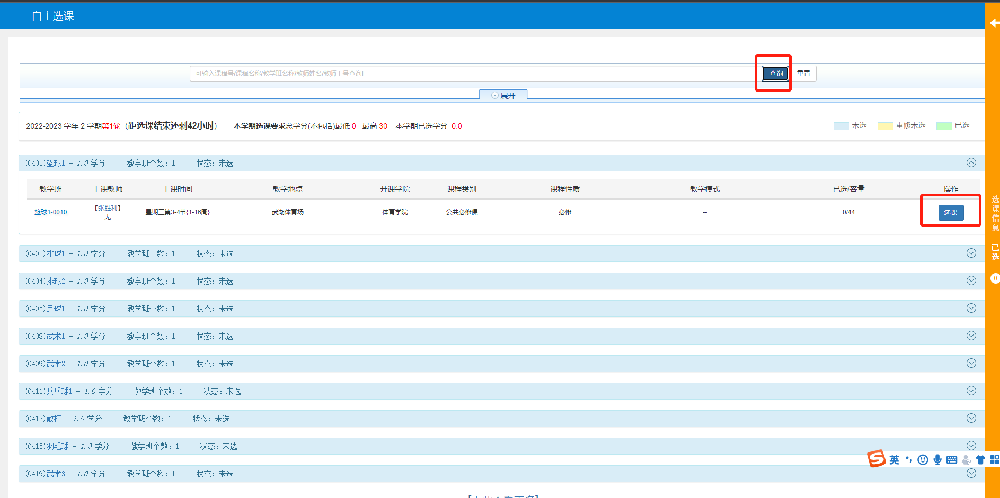 自主选课
可输入课程号/课程名称/教学班名称/教师姓名/教师工号查询! 查询 重置
展开
2022-2023 学年 2 学期第1轮（距选课结束还剩42小时） 本学期选课要求总学分(不包括)最低 0 最高 30 本学期已选学分 0.0 未选 重修未选 已选
(0401)篮球1 - 1.0 学分 教学班个数：1 状态：未选
教学班 上课教师 上课时间 教学地点 开课学院 课程类别 课程性质 教学模式 已选/容量 操作
篮球1-0010 【张胜利】 星期三第3-4节{1-16周} 武湖体育场 体育学院 公共必修课 必修 -- 0/44 选课
无
(0403)排球1 - 1.0 学分 教学班个数：1 状态：未选
(0404)排球2 - 1.0 学分 教学班个数：1 状态：未选
(0405)足球1 - 1.0 学分 教学班个数：1 状态：未选
(0408)武术1 - 1.0 学分 教学班个数：1 状态：未选
(0409)武术2 - 1.0 学分 教学班个数：1 状态：未选
(0411)兵乓球1 - 1.0 学分 教学班个数：1 状态：未选
(0412)散打 - 1.0 学分 教学班个数：1 状态：未选
(0415)羽毛球 - 1.0 学分 教学班个数：1 状态：未选
(0419)武术3 - 1.0 学分 教学班个数：1 状态：未选
选课信息
已选
0
S 英